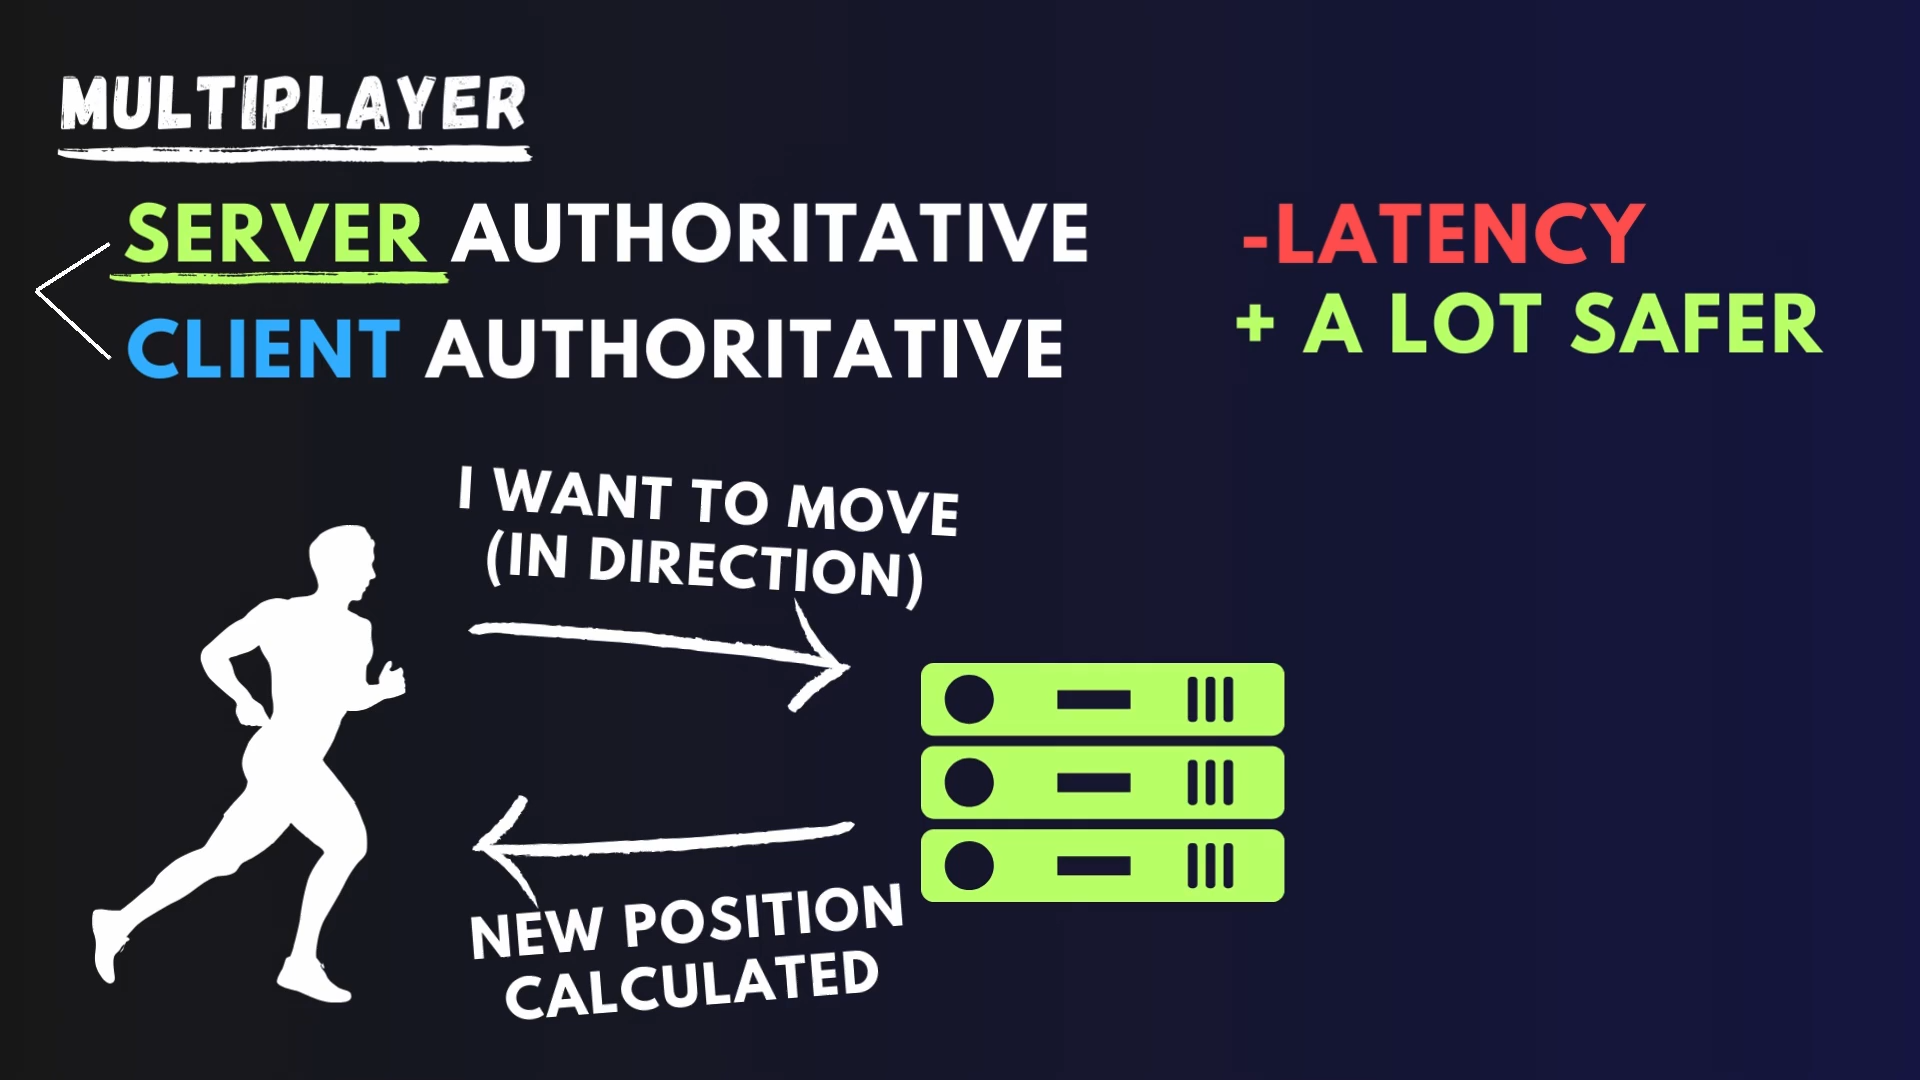 MULTIPLAYER
SERVER AUTHORITATIVE
CLIENT AUTHORITATIVE
-LATENCY
+ A LOT SAFER
I WANT TO MOVE
(IN DIRECTION)
NEW POSITION
CALCULATED